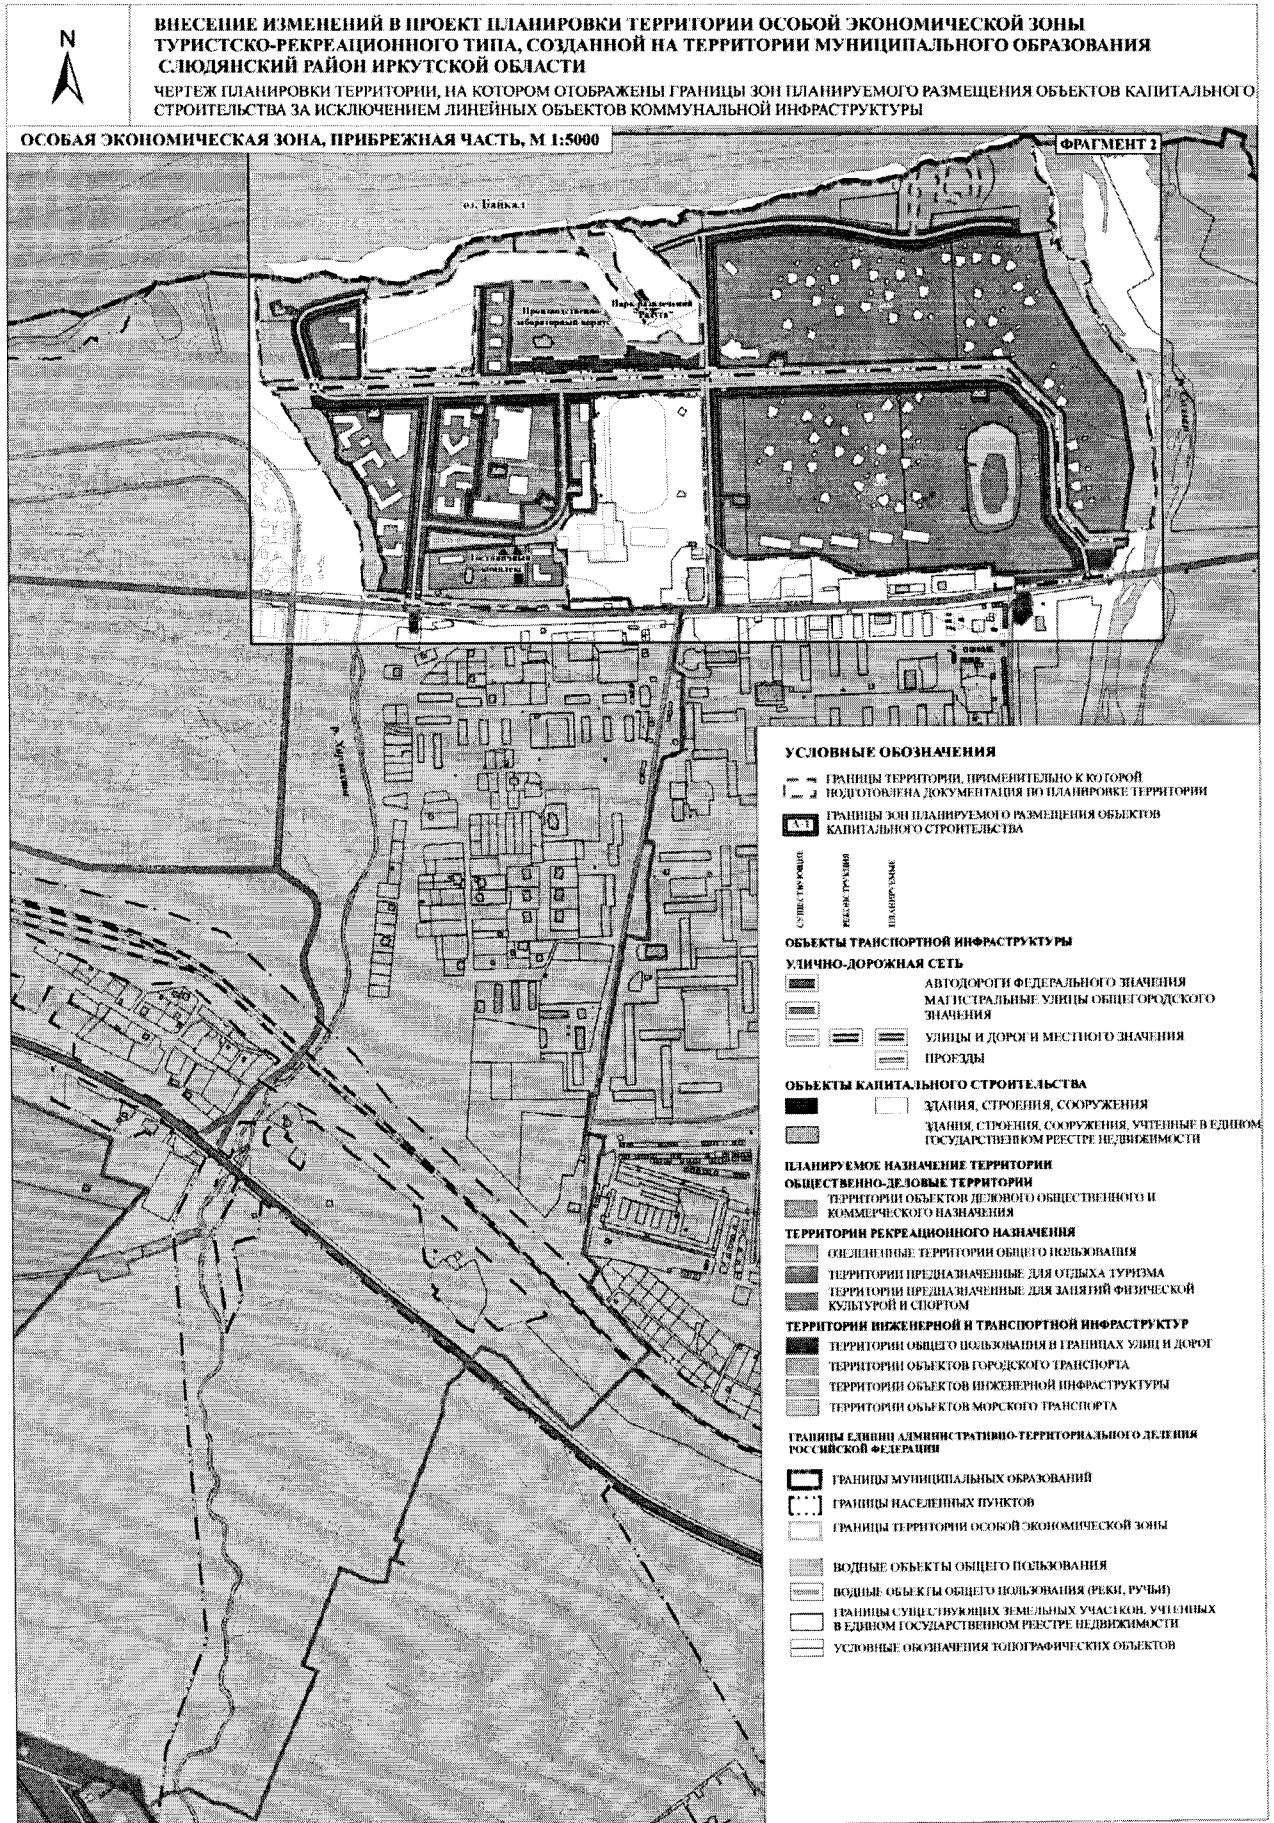 N
ВНЕСЕНИЕ ИЗМЕНЕНИЙ В ПРОЕКТ ПЛАНИРОВКИ ТЕРРИТОРИИ ОСОБОЙ ЭКОНОМИЧЕСКОЙ ЗОНЫ
ТУРИСТСКО-РЕКРЕАЦИОННОГО ТИПА, СОЗДАННОЙ НА ТЕРРИТОРИИ МУНИЦИПАЛЬНОГО ОБРАЗОВАНИЯ
СЛЮДЯНСКИЙ РАЙОН ИРКУТСКОЙ ОБЛАСТИ
ЧЕРТЕЖ ПЛАНИРОВКИ ТЕРРИТОРИИ, НА КОТОРОМ ОТОБРАЖЕНЫ ГРАНИЦЫ ЗОН ПЛАНИРУЕМОГО РАЗМЕЩЕНИЯ ОБЪЕКТОВ КАПИТАЛЬНОГО
СТРОИТЕЛЬСТВА ЗА ИСКЛЮЧЕНИЕМ ЛИНЕЙНЫХ ОБЪЕКТОВ КОММУНАЛЬНОЙ ИНФРАСТРУКТУРЫ
ОСОБАЯ ЭКОНОМИЧЕСКАЯ ЗОНА, ПРИБРЕЖНАЯ ЧАСТЬ, М 1:5000
ФРАГМЕНТ 2
оз. Байкал
Парк развлечений
Производственно-
лабораторный корпус
Гостиничный
комплекс
УСЛОВНЫЕ ОБОЗНАЧЕНИЯ
ГРАНИЦЫ ТЕРРИТОРИИ, ПРИМЕНИТЕЛЬНО К КОТОРОЙ
ПОДГОТОВЛЕНА ДОКУМЕНТАЦИЯ ПО ПЛАНИРОВКЕ ТЕРРИТОРИИ
ГРАНИЦЫ ЗОН ПЛАНИРУЕМОГО РАЗМЕЩЕНИЯ ОБЪЕКТОВ
КАПИТАЛЬНОГО СТРОИТЕЛЬСТВА
СУЩЕСТВУЮЩИЕ
РЕКОНСТРУКЦИЯ
ПЛАНИРУЕМЫЕ
ОБЪЕКТЫ ТРАНСПОРТНОЙ ИНФРАСТРУКТУРЫ
УЛИЧНО-ДОРОЖНАЯ СЕТЬ
АВТОДОРОГИ ФЕДЕРАЛЬНОГО ЗНАЧЕНИЯ
МАГИСТРАЛЬНЫЕ УЛИЦЫ ОБЩЕГОРОДСКОГО
ЗНАЧЕНИЯ
УЛИЦЫ И ДОРОГИ МЕСТНОГО ЗНАЧЕНИЯ
ПРОЕЗДЫ
ОБЪЕКТЫ КАПИТАЛЬНОГО СТРОИТЕЛЬСТВА
ЗДАНИЯ, СТРОЕНИЯ, СООРУЖЕНИЯ
ЗДАНИЯ, СТРОЕНИЯ, СООРУЖЕНИЯ, УЧТЕННЫЕ В ЕДИНОМ
ГОСУДАРСТВЕННОМ РЕЕСТРЕ НЕДВИЖИМОСТИ
ПЛАНИРУЕМОЕ НАЗНАЧЕНИЕ ТЕРРИТОРИИ
ОБЩЕСТВЕННО-ДЕЛОВЫЕ ТЕРРИТОРИИ
ТЕРРИТОРИИ ОБЪЕКТОВ ДЕЛОВОГО ОБЩЕСТВЕННОГО И
КОММЕРЧЕСКОГО НАЗНАЧЕНИЯ
ТЕРРИТОРИИ РЕКРЕАЦИОННОГО НАЗНАЧЕНИЯ
ОЗЕЛЕНЕННЫЕ ТЕРРИТОРИИ ОБЩЕГО ПОЛЬЗОВАНИЯ
ТЕРРИТОРИИ ПРЕДНАЗНАЧЕННЫЕ ДЛЯ ОТДЫХА ТУРИЗМА
ТЕРРИТОРИИ ПРЕДНАЗНАЧЕННЫЕ ДЛЯ ЗАНЯТИЙ ФИЗИЧЕСКОЙ
КУЛЬТУРОЙ И СПОРТОМ
ТЕРРИТОРИИ ИНЖЕНЕРНОЙ И ТРАНСПОРТНОЙ ИНФРАСТРУКТУР
ТЕРРИТОРИИ ОБЩЕГО ПОЛЬЗОВАНИЯ В ГРАНИЦАХ УЛИЦ И ДОРОГ
ТЕРРИТОРИИ ОБЪЕКТОВ ГОРОДСКОГО ТРАНСПОРТА
ТЕРРИТОРИИ ОБЪЕКТОВ ИНЖЕНЕРНОЙ ИНФРАСТРУКТУРЫ
ТЕРРИТОРИИ ОБЪЕКТОВ МОРСКОГО ТРАНСПОРТА
ГРАНИЦЫ ЕДИНИЦ АДМИНИСТРАТИВНО-ТЕРРИТОРИАЛЬНОГО ДЕЛЕНИЯ
РОССИЙСКОЙ ФЕДЕРАЦИИ
ГРАНИЦЫ МУНИЦИПАЛЬНЫХ ОБРАЗОВАНИЙ
ГРАНИЦЫ НАСЕЛЕННЫХ ПУНКТОВ
ГРАНИЦЫ ТЕРРИТОРИИ ОСОБОЙ ЭКОНОМИЧЕСКОЙ ЗОНЫ
ВОДНЫЕ ОБЪЕКТЫ ОБЩЕГО ПОЛЬЗОВАНИЯ
ВОДНЫЕ ОБЪЕКТЫ ОБЩЕГО ПОЛЬЗОВАНИЯ (РЕКИ, РУЧЬИ)
ГРАНИЦЫ СУЩЕСТВУЮЩИХ ЗЕМЕЛЬНЫХ УЧАСТКОВ, УЧТЕННЫХ
В ЕДИНОМ ГОСУДАРСТВЕННОМ РЕЕСТРЕ НЕДВИЖИМОСТИ
УСЛОВНЫЕ ОБОЗНАЧЕНИЯ ТОПОГРАФИЧЕСКИХ ОБЪЕКТОВ